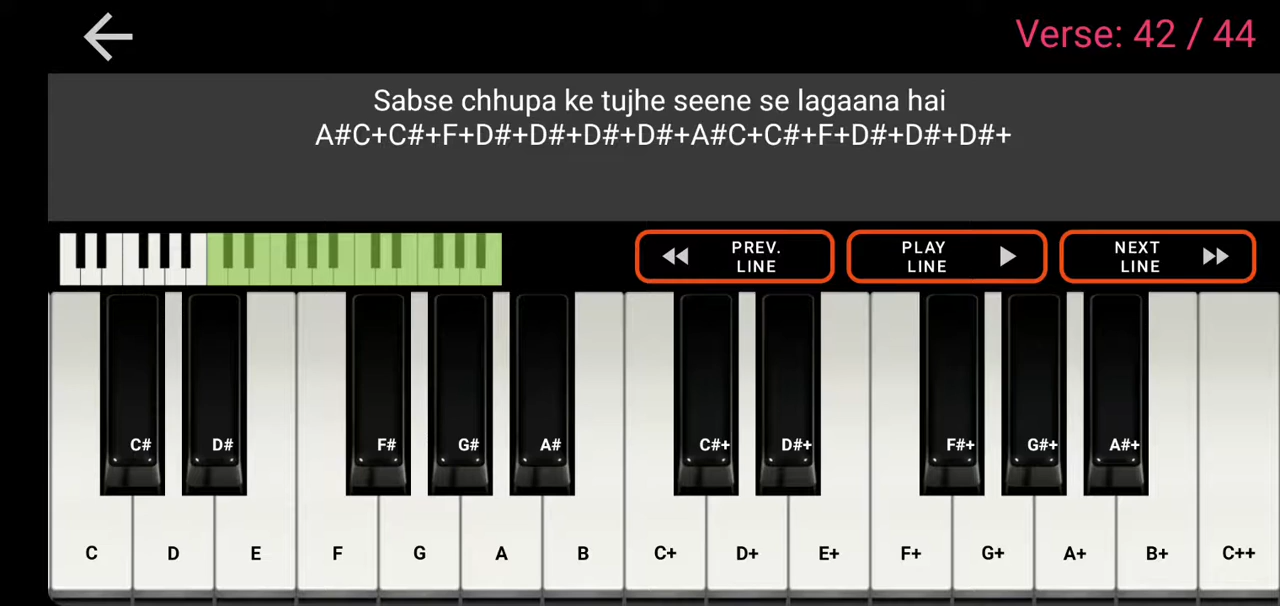 Verse: 42 / 44
Sabse chhupa ke tujhe seene se lagaana hai
A#C+C#+F+D#+D#+D#+D#+A#C+C#+F+D#+D#+D#+
PREV.
LINE
PLAY
LINE
NEXT
LINE
C# D# F# G# A# C#+ D#+ F#+ G#+ A#+
C D E F G A B C+ D+ E+ F+ G+ A+ B+ C++